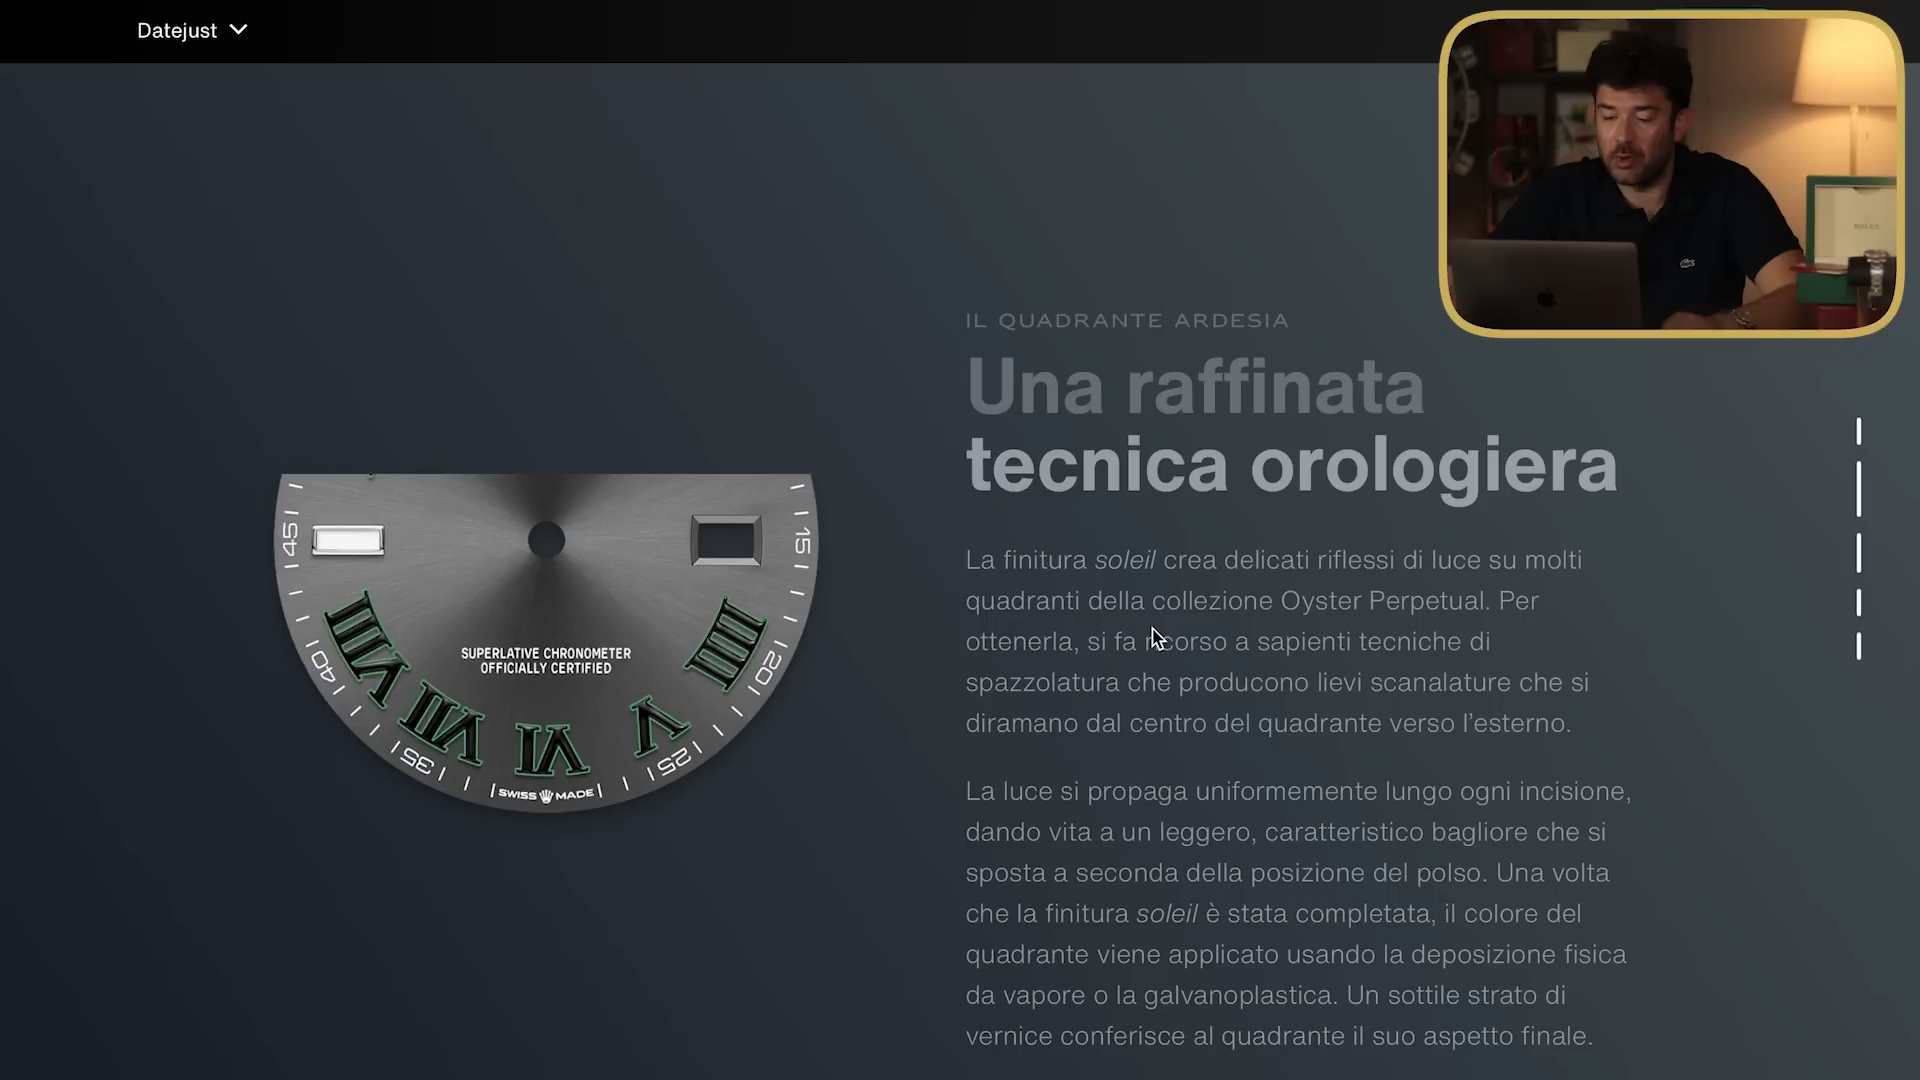 Datejust
ROLEX
IL QUADRANTE ARDESIA
Una raffinata
tecnica orologiera
La finitura soleil crea delicati riflessi di luce su molti
quadranti della collezione Oyster Perpetual. Per
ottenerla, si fa ricorso a sapienti tecniche di
spazzolatura che producono lievi scanalature che si
diramano dal centro del quadrante verso l'esterno.
La luce si propaga uniformemente lungo ogni incisione,
dando vita a un leggero, caratteristico bagliore che si
sposta a seconda della posizione del polso. Una volta
che la finitura soleil è stata completata, il colore del
quadrante viene applicato usando la deposizione fisica
da vapore o la galvanoplastica. Un sottile strato di
vernice conferisce al quadrante il suo aspetto finale.
45
15
SUPERLATIVE CHRONOMETER
OFFICIALLY CERTIFIED
40
20
VIII
IIII
VII
VI
V
35
25
SWISS MADE